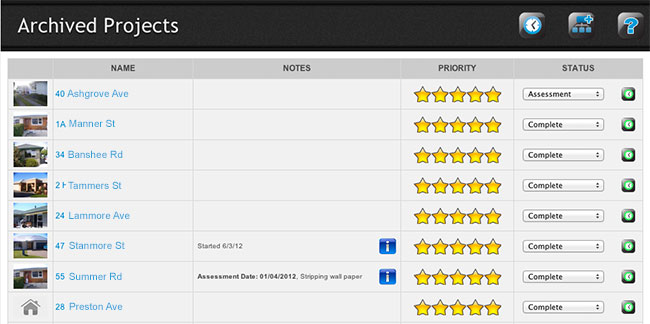 Archived Projects
NAME NOTES PRIORITY STATUS
40 Ashgrove Ave Assessment
1A Manner St Complete
34 Banshee Rd Complete
Tammers St Complete
24 Lammore Ave Complete
47 Stanmore St Started 6/3/12 Complete
55 Summer Rd Assessment Date: 01/04/2012, Stripping wall paper Complete
28 Preston Ave Complete